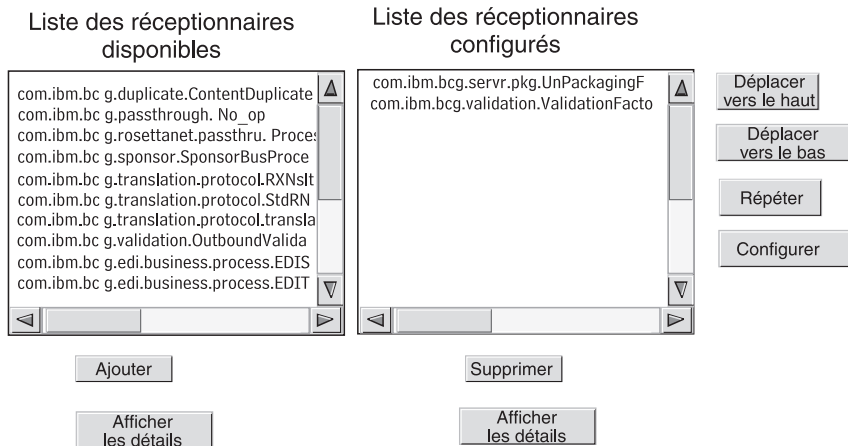 Liste des réceptionnaires
disponibles
com.ibm.bc g.duplicate.ContentDuplicate
com.ibm.bc g.passthrough. No_op
com.ibm.bc g.rosettanet.passthru. Proces
com.ibm.bc g.sponsor.SponsorBusProce
com.ibm.bc g.translation.protocol.RXNslt
com.ibm.bc g.translation.protocol.StdRN
com.ibm.bc g.translation.protocol.transla
com.ibm.bc g.validation.OutboundValida
com.ibm.bc g.edi.business.process.EDIS
com.ibm.bc g.edi.business.process.EDIT
Ajouter
Afficher
les détails
Liste des réceptionnaires
configurés
com.ibm.bcg.servr.pkg.UnPackagingF
com.ibm.bcg.validation.ValidationFacto
Supprimer
Afficher
les détails
Déplacer
vers le haut
Déplacer
vers le bas
Répéter
Configurer